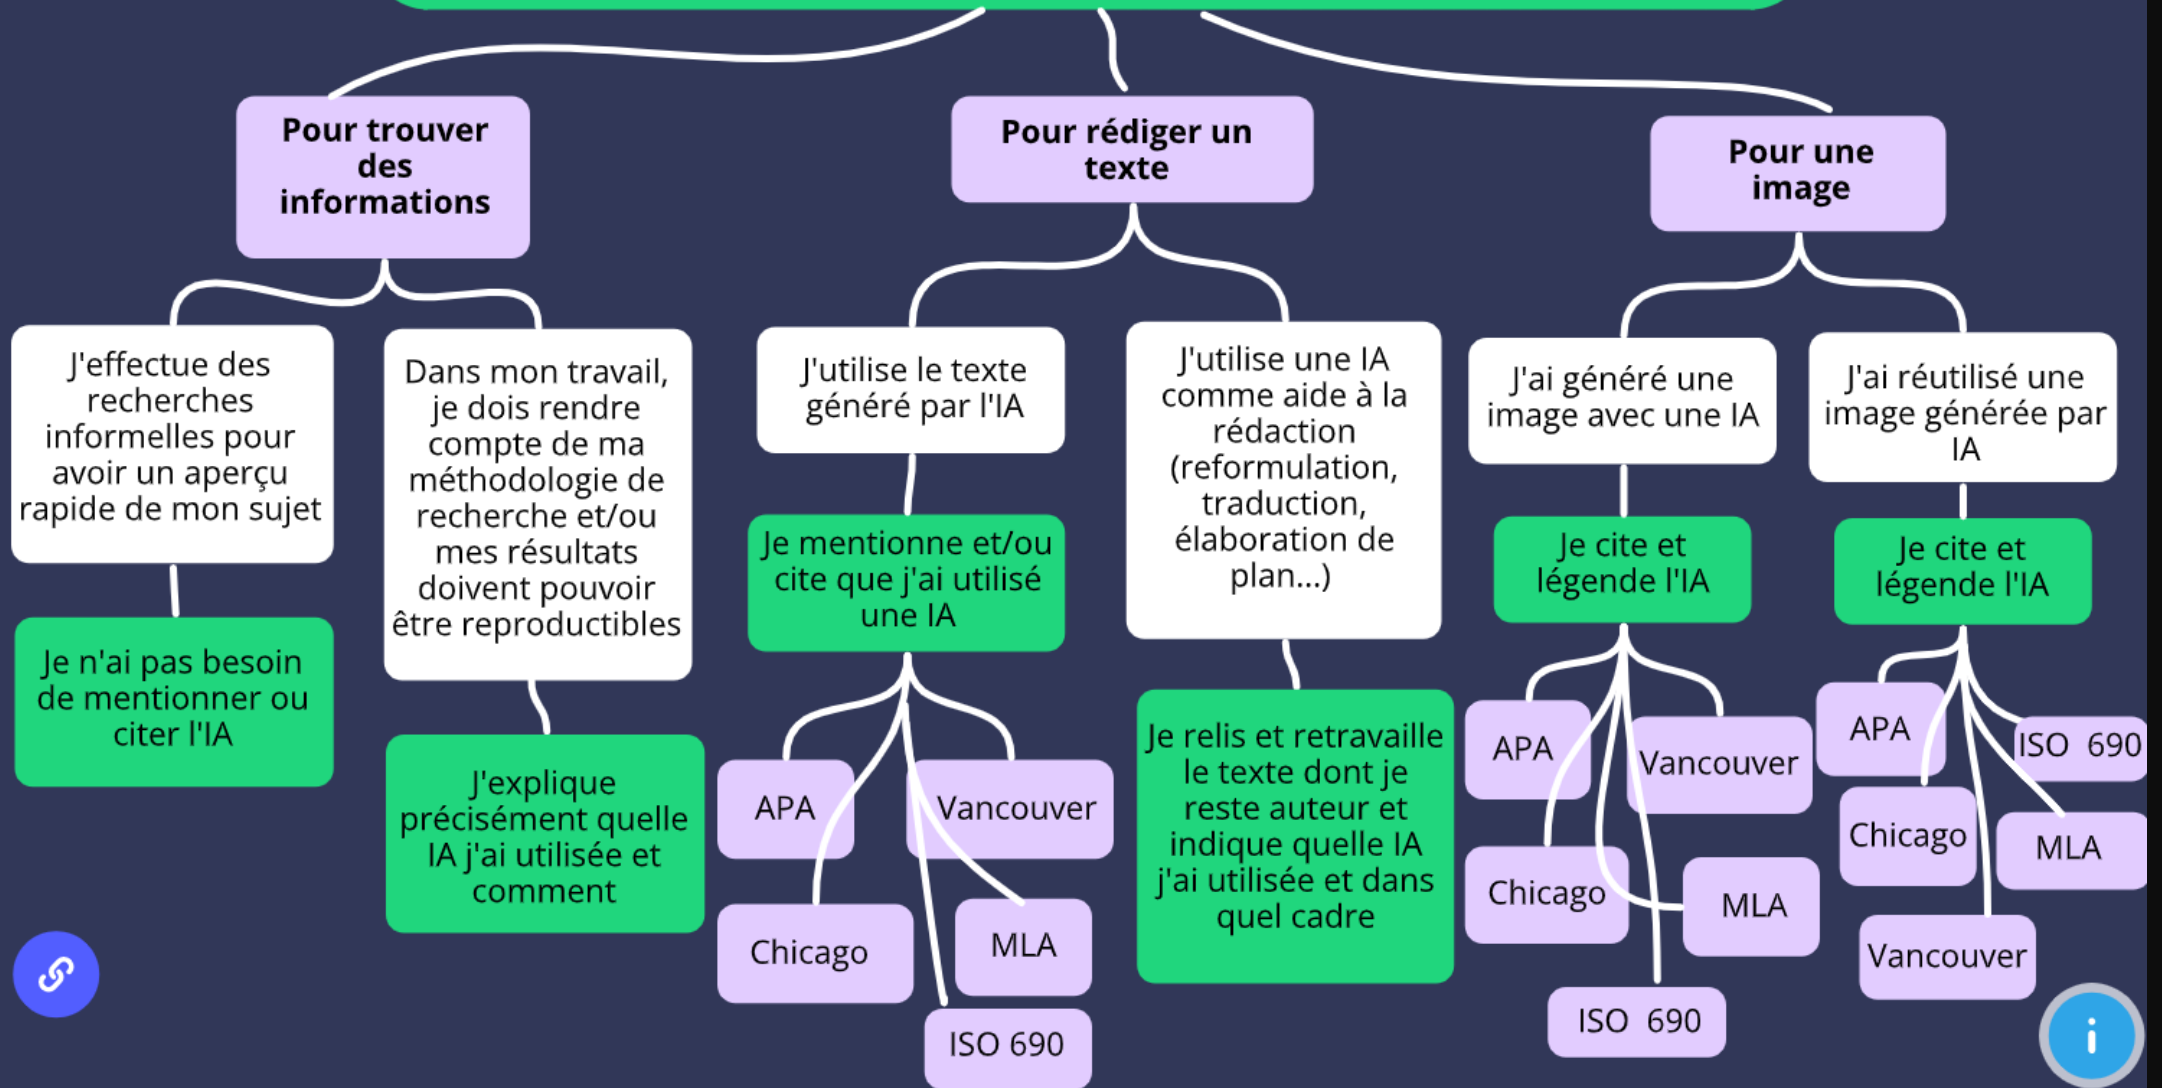 Pour trouver
des
informations
J'effectue des
recherches
informelles pour
avoir un aperçu
rapide de mon sujet
Je n'ai pas besoin
de mentionner ou
citer l'IA
Dans mon travail,
je dois rendre
compte de ma
méthodologie de
recherche et/ou
mes résultats
doivent pouvoir
être reproductibles
J'explique
précisément quelle
IA j'ai utilisée et
comment
Pour rédiger un
texte
J'utilise le texte
généré par l'IA
Je mentionne et/ou
cite que j'ai utilisé
une IA
APA
Vancouver
Chicago
MLA
ISO 690
J'utilise une IA
comme aide à la
rédaction
(reformulation,
traduction,
élaboration de
plan...)
Je relis et retravaille
le texte dont je
reste auteur et
indique quelle IA
j'ai utilisée et dans
quel cadre
Pour une
image
J'ai généré une
image avec une IA
Je cite et
légende l'IA
APA
Vancouver
Chicago
MLA
ISO 690
J'ai réutilisé une
image générée par
IA
Je cite et
légende l'IA
APA
ISO 690
Chicago
MLA
Vancouver
i